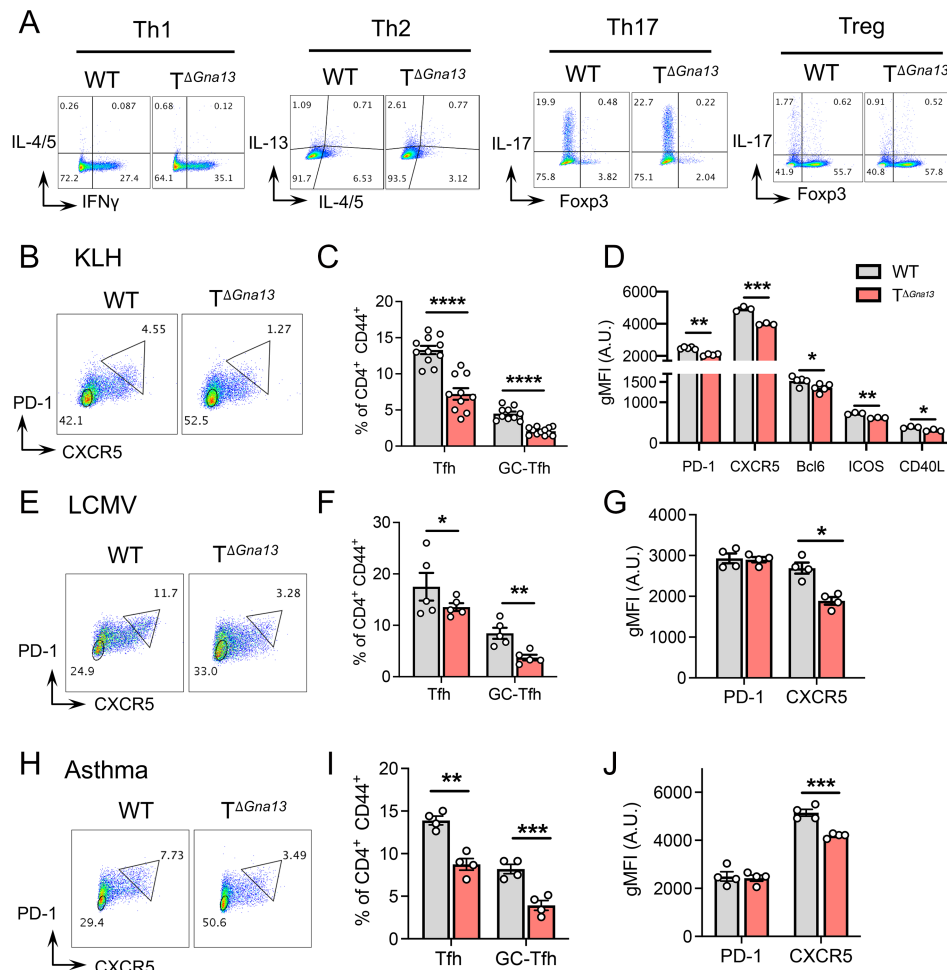 A
Th1
Th2
Th17
Treg
WT
T^ΔGna13
WT
T^ΔGna13
WT
T^ΔGna13
WT
T^ΔGna13
0.26 0.087 0.68 0.12
IL-4/5
72.2 27.4 64.1 35.1
IFNγ
1.09 0.71 2.61 0.77
IL-13
91.7 6.53 93.5 3.12
IL-4/5
19.9 0.48 22.7 0.22
IL-17
75.8 3.82 75.1 2.04
Foxp3
1.77 0.62 0.91 0.52
IL-17
41.9 55.7 40.8 57.8
Foxp3
B
KLH
WT
T^ΔGna13
4.55 1.27
PD-1
42.1 52.5
CXCR5
C
% of CD4⁺ CD44⁺
20
15
10
5
0
**** ****
Tfh GC-Tfh
D
WT
T^ΔGna13
gMFI (A.U.)
6000
4000
2000
1500
500
0
** *** * ** *
PD-1 CXCR5 Bcl6 ICOS CD40L
E
LCMV
WT
T^ΔGna13
11.7 3.28
PD-1
24.9 33.0
CXCR5
F
% of CD4⁺ CD44⁺
30
20
10
0
* **
Tfh GC-Tfh
G
gMFI (A.U.)
4000
3000
2000
1000
0
*
PD-1 CXCR5
H
Asthma
WT
T^ΔGna13
7.73 3.49
PD-1
29.4 50.6
CXCR5
I
% of CD4⁺ CD44⁺
20
15
10
5
0
** ***
Tfh GC-Tfh
J
gMFI (A.U.)
6000
4000
2000
0
***
PD-1 CXCR5